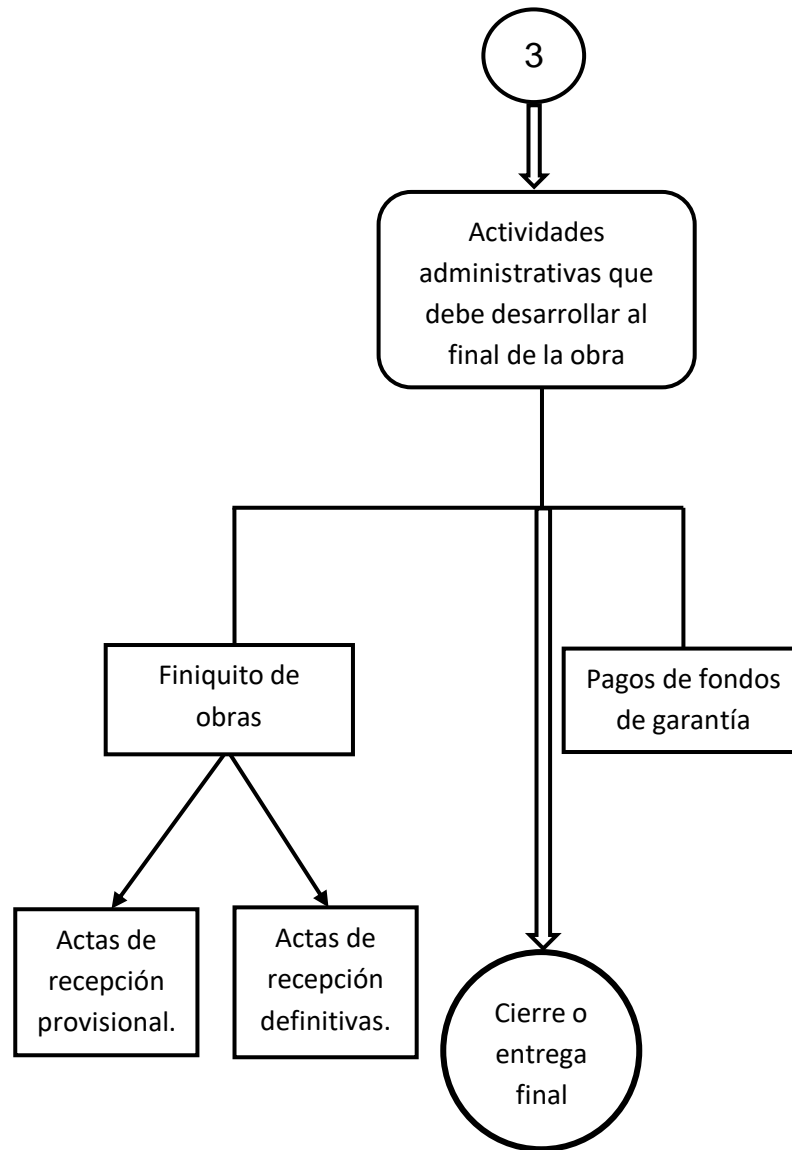 3
Actividades
administrativas que
debe desarrollar al
final de la obra
Finiquito de
obras
Pagos de fondos
de garantía
Actas de
recepción
provisional.
Actas de
recepción
definitivas.
Cierre o
entrega
final